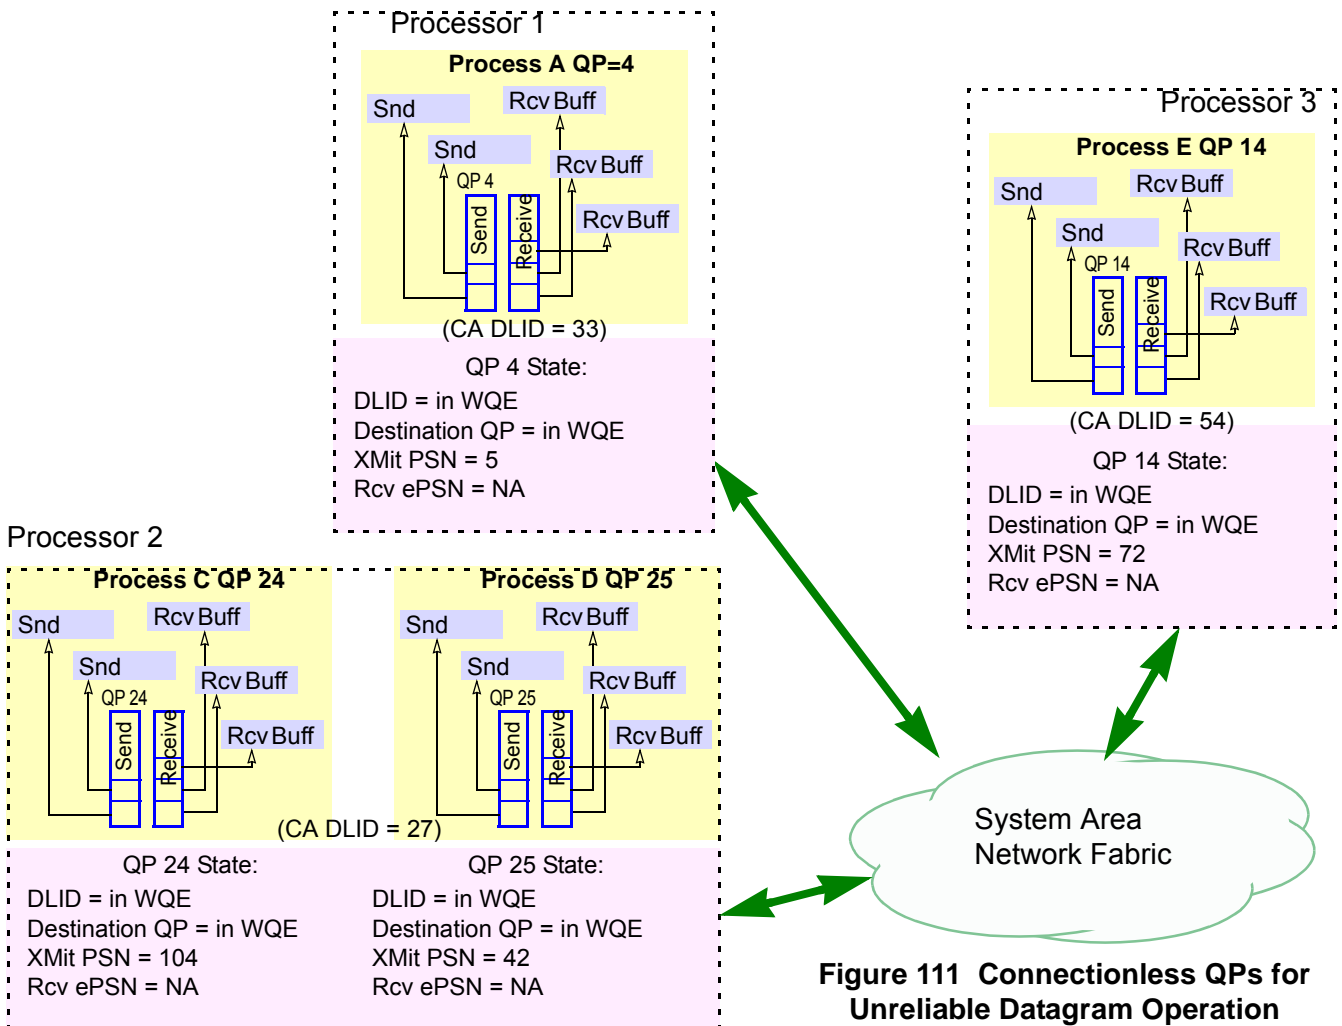 Processor 1
Process A QP=4
Snd
Rcv Buff
Snd
Rcv Buff
QP 4
Rcv Buff
Send
Receive
(CA DLID = 33)
QP 4 State:
DLID = in WQE
Destination QP = in WQE
XMit PSN = 5
Rcv ePSN = NA
Processor 3
Process E QP 14
Snd
Rcv Buff
Snd
Rcv Buff
QP 14
Rcv Buff
Send
Receive
(CA DLID = 54)
QP 14 State:
DLID = in WQE
Destination QP = in WQE
XMit PSN = 72
Rcv ePSN = NA
Processor 2
Process C QP 24
Snd
Rcv Buff
Snd
Rcv Buff
QP 24
Rcv Buff
Send
Receive
Process D QP 25
Snd
Rcv Buff
Snd
Rcv Buff
QP 25
Rcv Buff
Send
Receive
(CA DLID = 27)
QP 24 State:
DLID = in WQE
Destination QP = in WQE
XMit PSN = 104
Rcv ePSN = NA
QP 25 State:
DLID = in WQE
Destination QP = in WQE
XMit PSN = 42
Rcv ePSN = NA
System Area
Network Fabric
Figure 111 Connectionless QPs for
Unreliable Datagram Operation